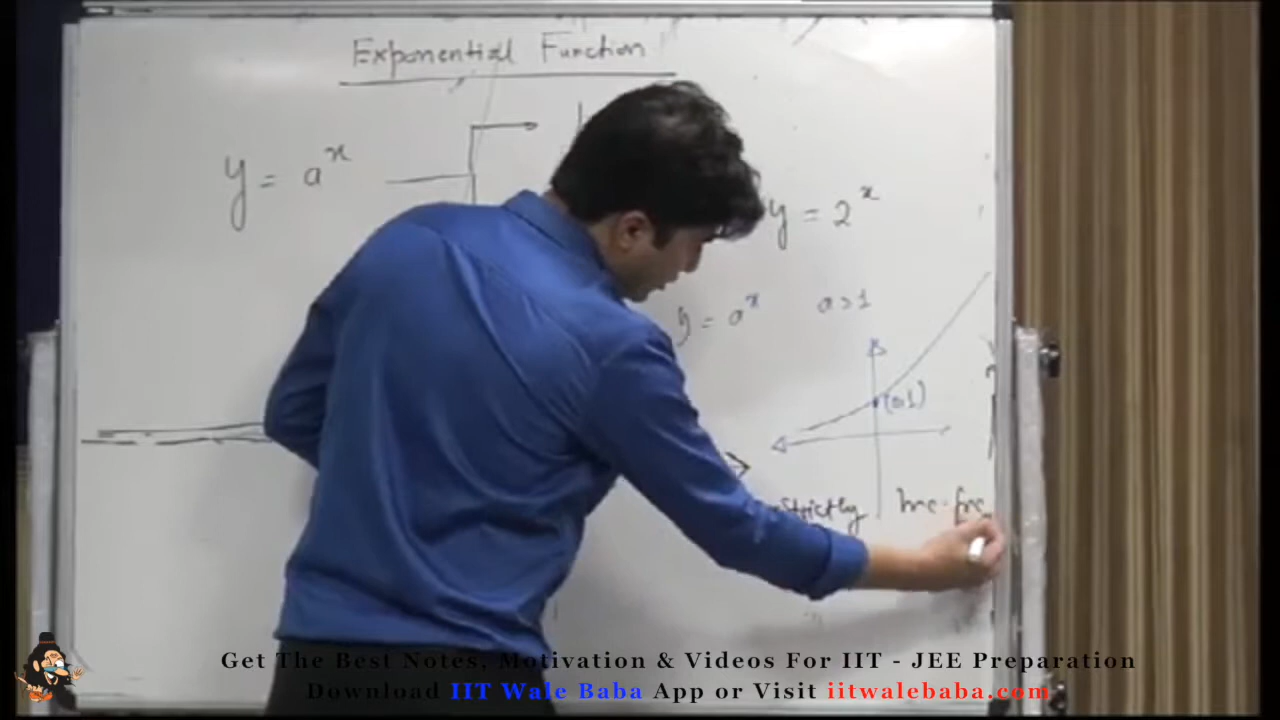 Exponential Function
y = a^x
y = 2^x
y = a^x a > 1
(0,1)
Strictly inc. func
Get The Best Notes, Motivation & Videos For IIT - JEE Preparation
Download IIT Wale Baba App or Visit iitwalebaba.com